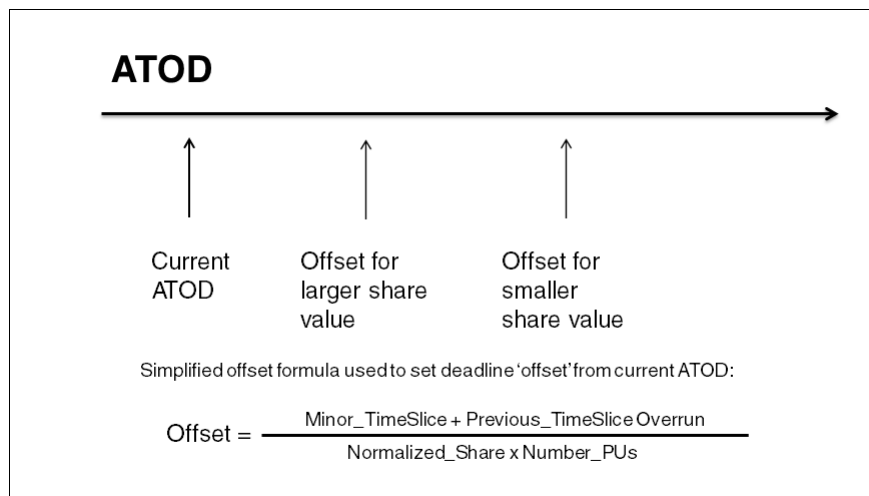 ATOD
Current Offset for Offset for
ATOD larger share smaller
value share value
Simplified offset formula used to set deadline ‘offset’ from current ATOD:
Minor_TimeSlice + Previous_TimeSlice Overrun
Offset =
Normalized_Share x Number_PUs